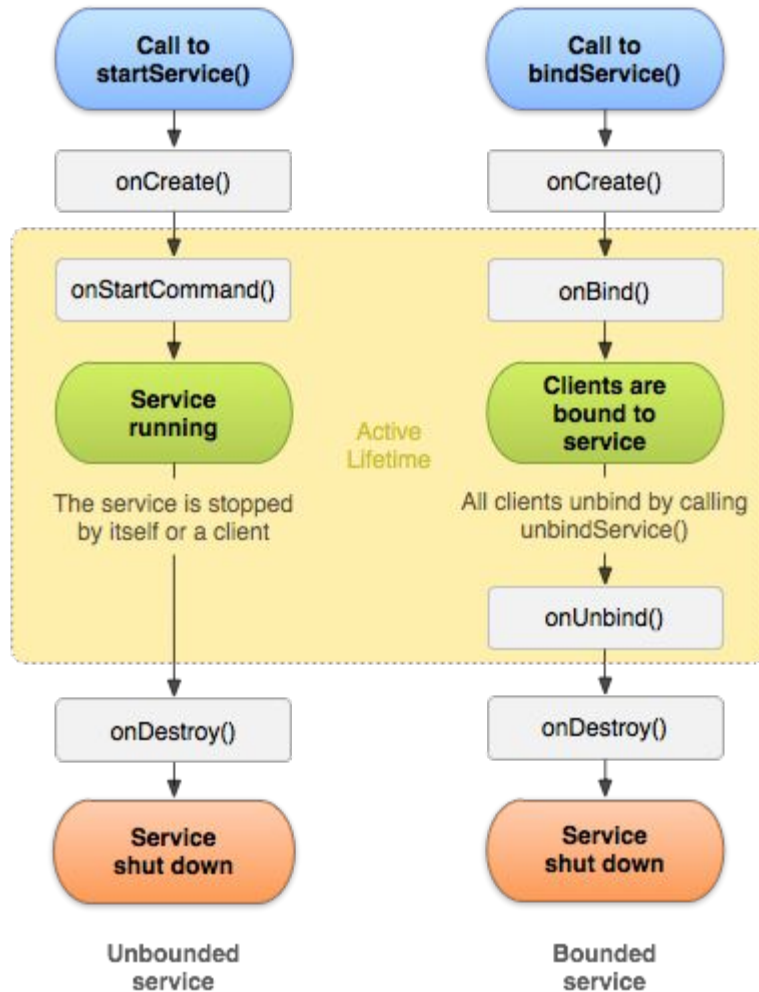 Call to
startService()
onCreate()
onStartCommand()
Service
running
The service is stopped
by itself or a client
onDestroy()
Service
shut down
Unbounded
service
Active
Lifetime
Call to
bindService()
onCreate()
onBind()
Clients are
bound to
service
All clients unbind by calling
unbindService()
onUnbind()
onDestroy()
Service
shut down
Bounded
service